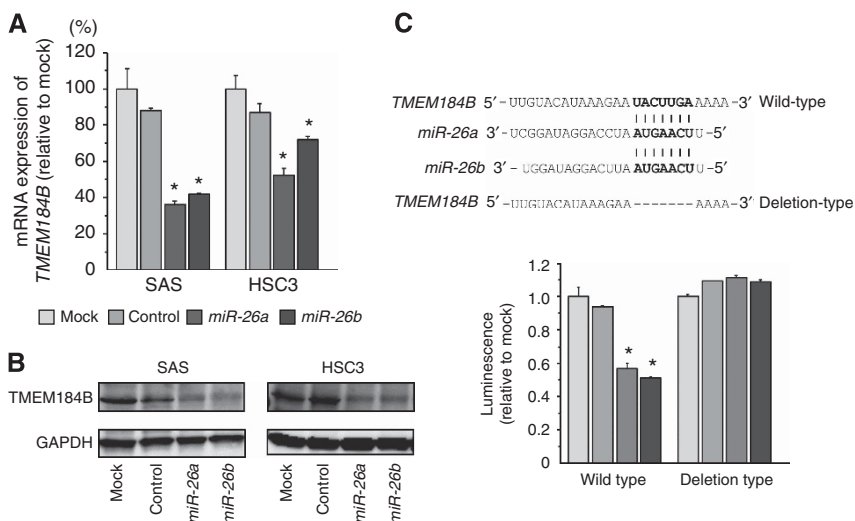 A
(%)
mRNA expression of
TMEM184B (relative to mock)
120
100
80
60
40
20
0
* *
* *
SAS HSC3
Mock Control miR-26a miR-26b
B
SAS HSC3
TMEM184B
GAPDH
Mock Control miR-26a miR-26b Mock Control miR-26a miR-26b
C
TMEM184B 5′-UUGUACAUAAAGAAUACUUGAAAAA-3′ Wild-type
miR-26a 3′-UCGGAUAGGACCUAAUGAACUU-5′
miR-26b 3′-UGGAUAGGACUUAAUGAACUU-5′
TMEM184B 5′-UUGUACAUAAAGAA-------AAAA-3′ Deletion-type
Luminescence
(relative to mock)
1.2
1.0
0.8
0.6
0.4
0.2
0
* *
Wild type Deletion type